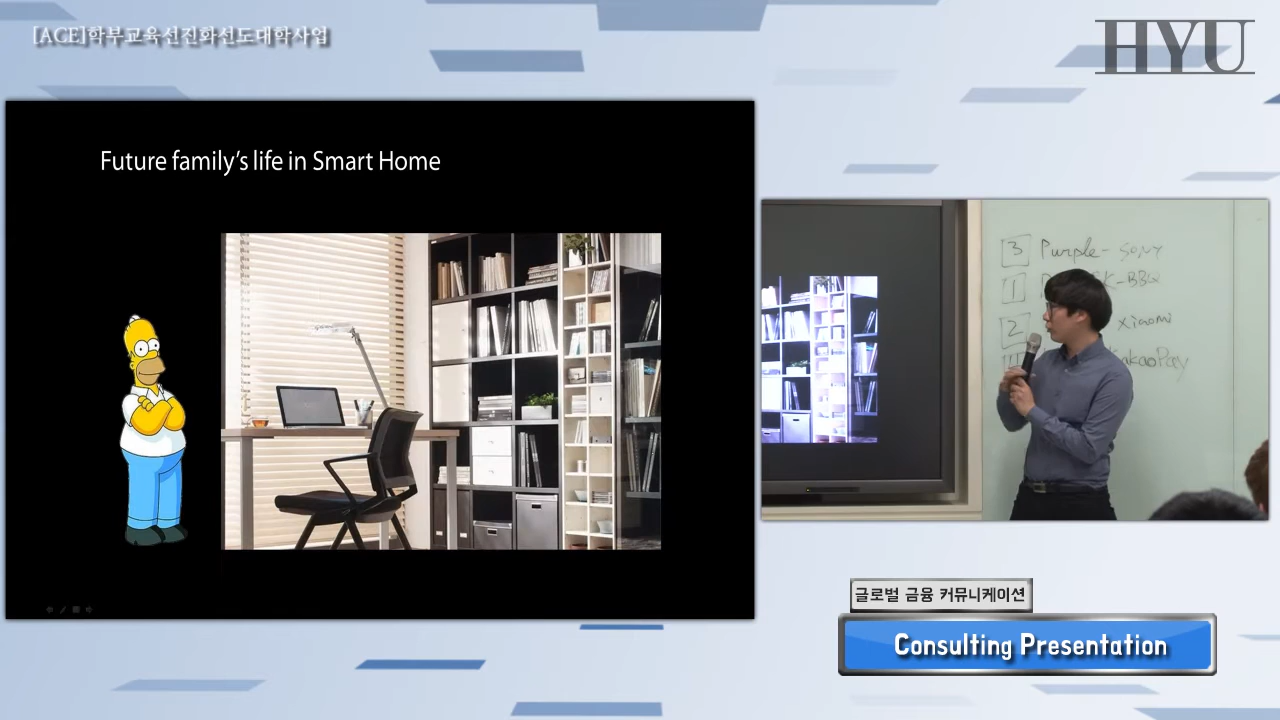 [ACE]학부교육선진화선도대학사업
HYU
Future family's life in Smart Home
3 Purple-SONY
1
K-BBQ
2
Xiaomi
akaoPay
글로벌 금융 커뮤니케이션
Consulting Presentation